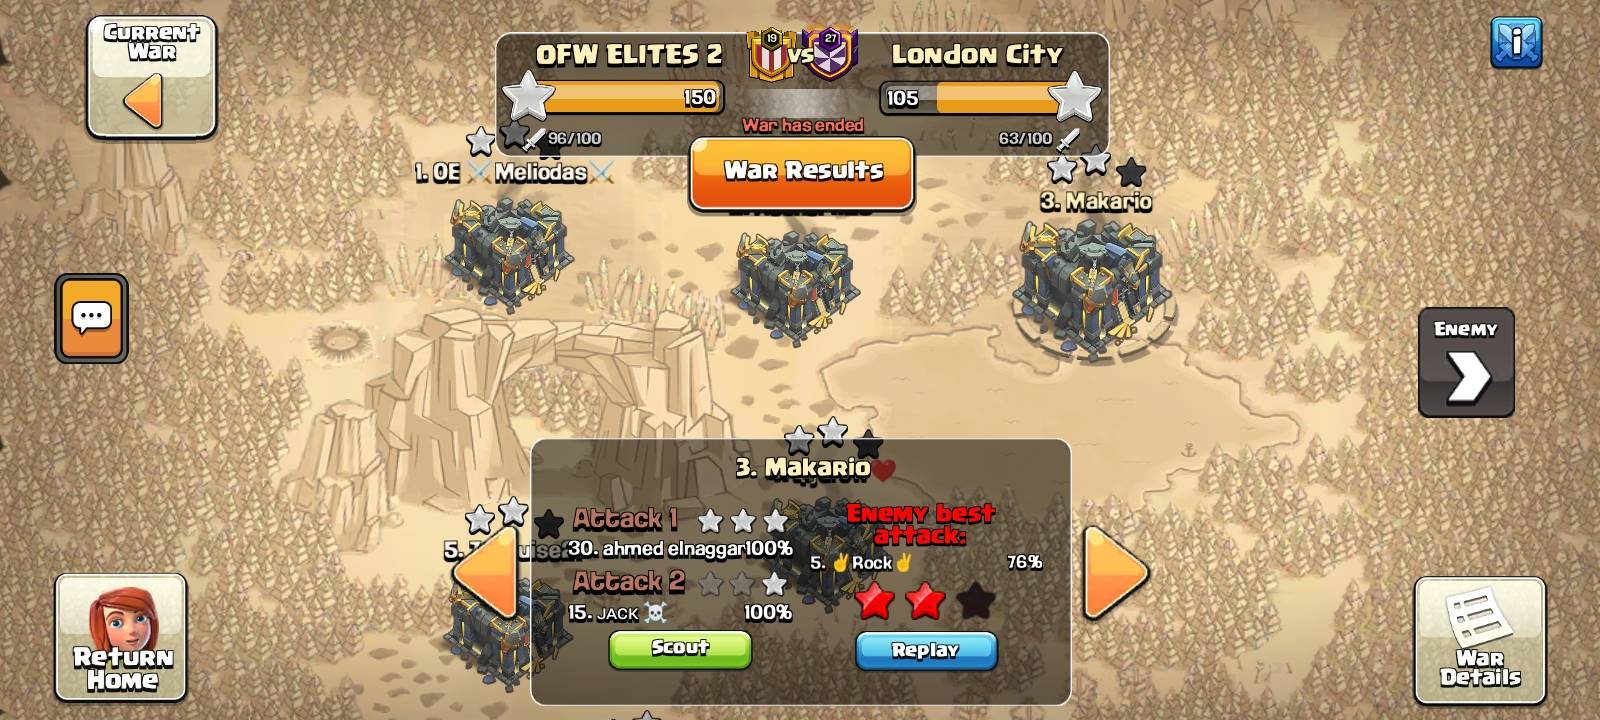 Current War
OFW ELITES 2
19
vs
27
London City
150
105
96/100
War has ended
63/100
War Results
1. OE ⚔️Meliodas⚔️
3. Makario
Enemy
3. Makario
5.
uise
Attack 1
30. ahmed elnaggar 100%
Attack 2
15. JACK ☠️ 100%
Scout
Enemy best attack:
5. ✌️Rock✌️ 76%
Replay
Return Home
War Details